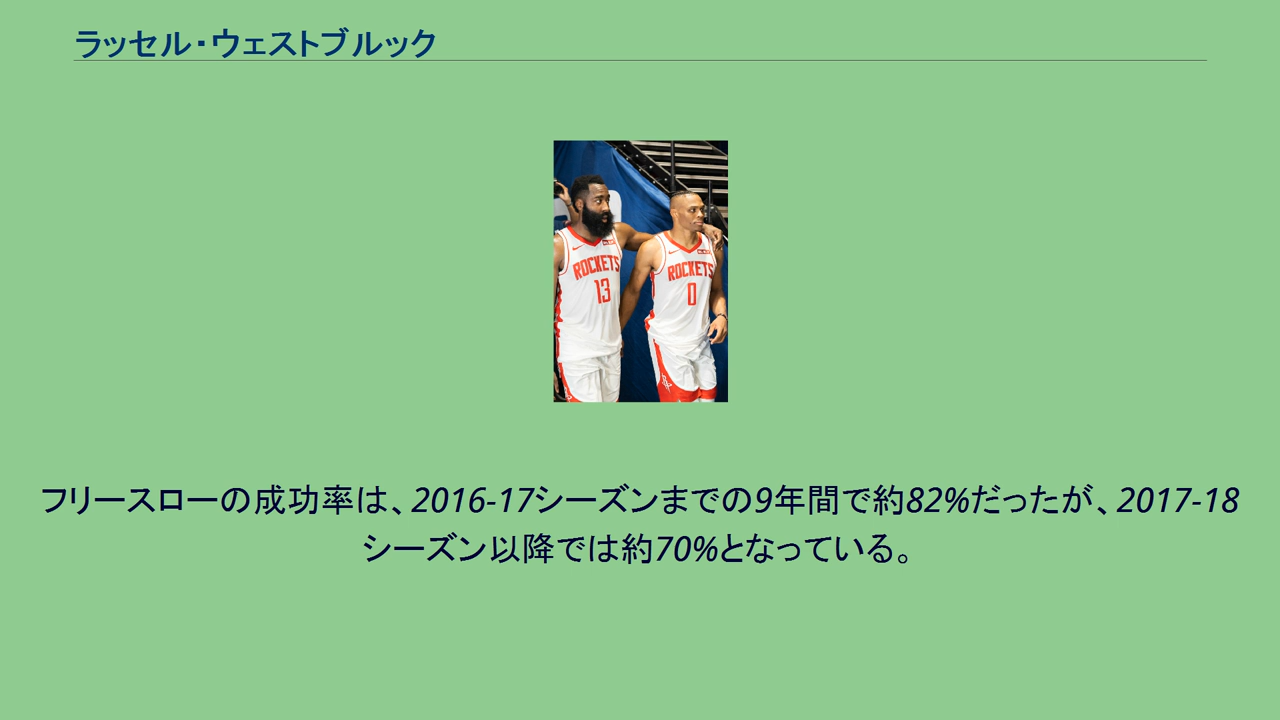 ラッセル・ウェストブルック
ROCKETS
13
ROCKETS
0
フリースローの成功率は、2016-17シーズンまでの9年間で約82%だったが、2017-18
シーズン以降では約70%となっている。